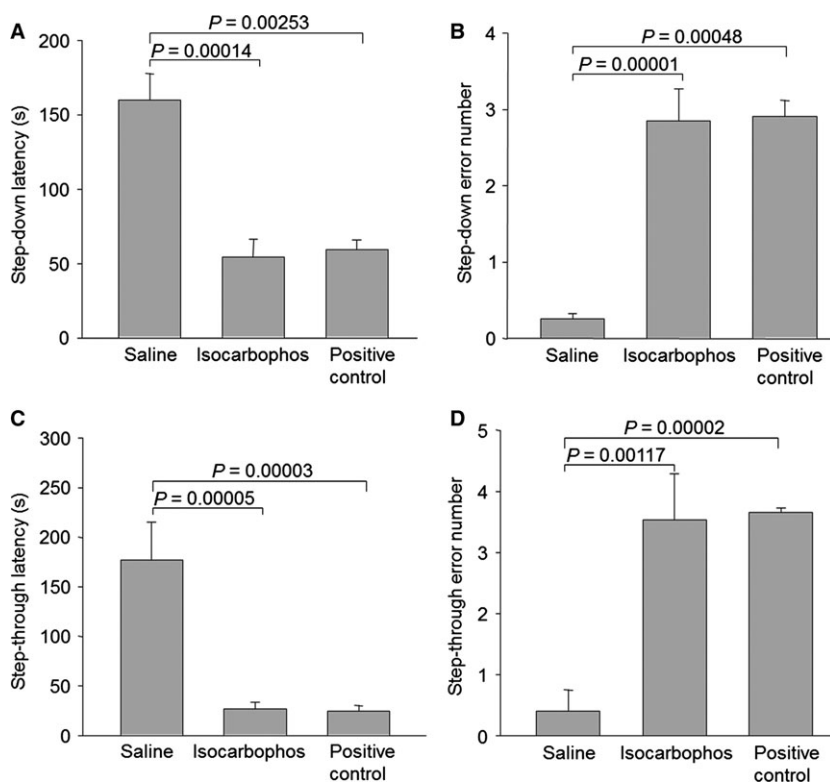 A
P = 0.00253
P = 0.00014
200
150
100
50
0
Step-down latency (s)
Saline Isocarbophos Positive
control
B
P = 0.00048
P = 0.00001
4
3
2
1
0
Step-down error number
Saline Isocarbophos Positive
control
C
300
250
200
150
100
50
0
P = 0.00003
P = 0.00005
Step-through latency (s)
Saline Isocarbophos Positive
control
D
5
4
3
2
1
0
P = 0.00002
P = 0.00117
Step-through error number
Saline Isocarbophos Positive
control